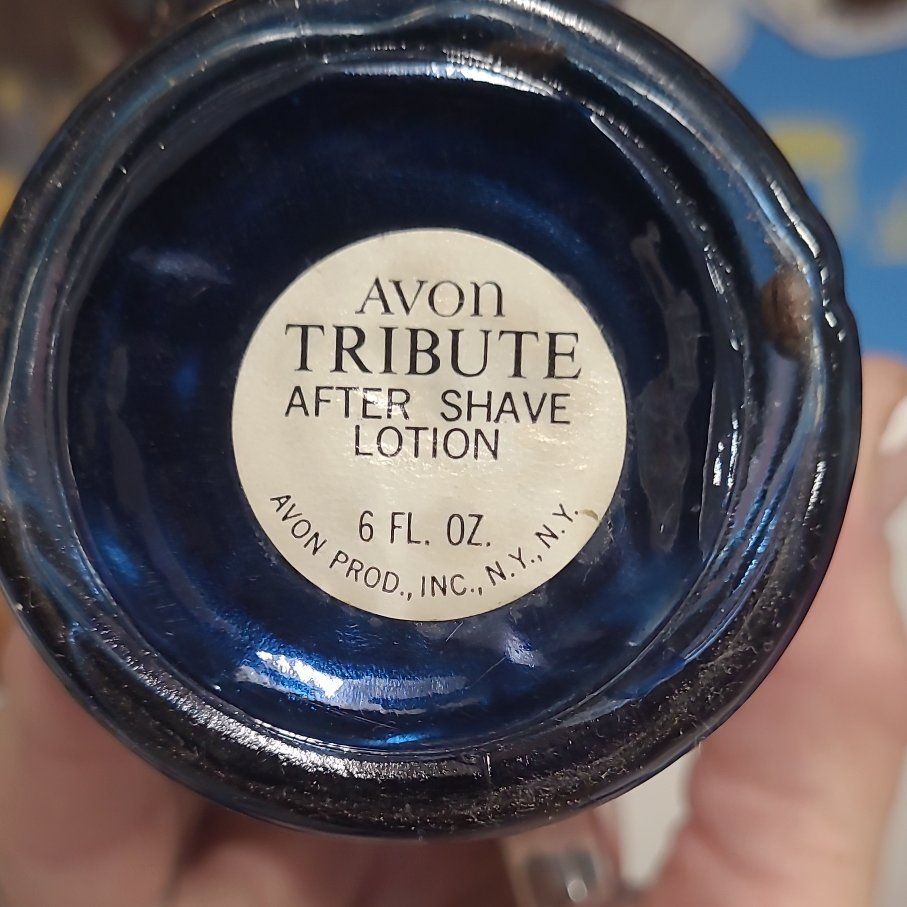 AVON
TRIBUTE
AFTER SHAVE
LOTION
6 FL. OZ.
AVON PROD., INC., N.Y., N.Y.